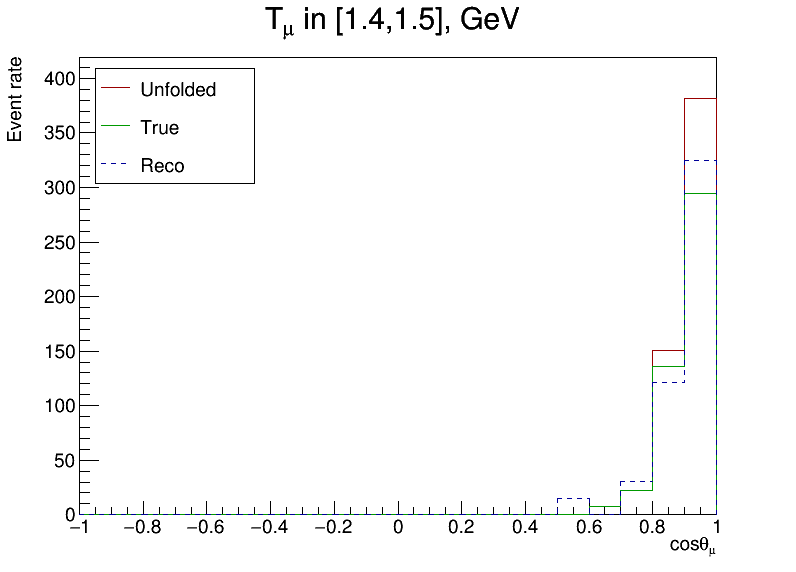 Tμ in [1.4,1.5], GeV
Event rate
400
350
300
250
200
150
100
50
0
Unfolded
True
Reco
−1 −0.8 −0.6 −0.4 −0.2 0 0.2 0.4 0.6 0.8 1
cosθμ